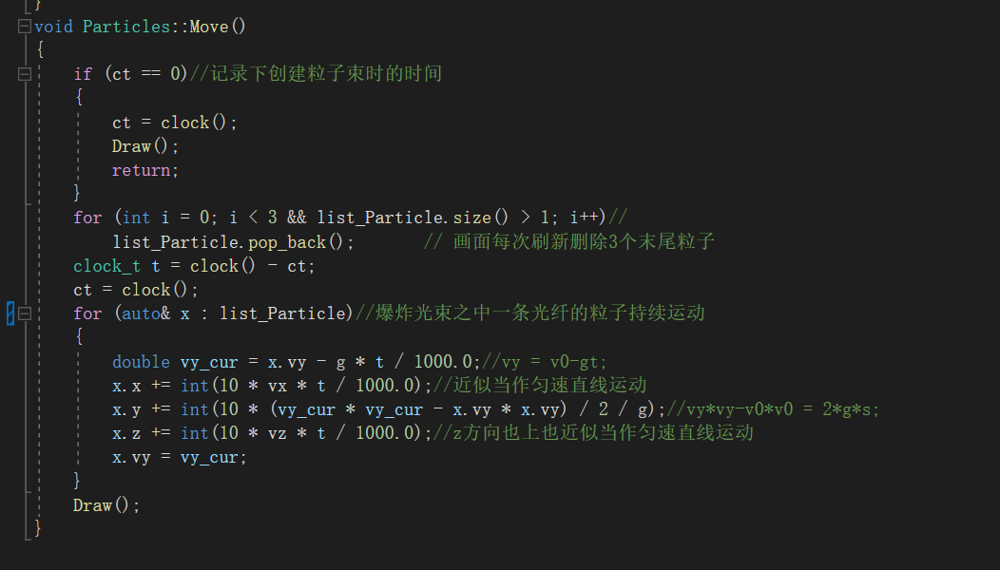 }
void Particles::Move()
{
    if (ct == 0)//记录下创建粒子束时的时间
    {
        ct = clock();
        Draw();
        return;
    }
    for (int i = 0; i < 3 && list_Particle.size() > 1; i++)//
        list_Particle.pop_back();       // 画面每次刷新删除3个末尾粒子
    clock_t t = clock() - ct;
    ct = clock();
    for (auto& x : list_Particle)//爆炸光束之中一条光纤的粒子持续运动
    {
        double vy_cur = x.vy - g * t / 1000.0;//vy = v0-gt;
        x.x += int(10 * vx * t / 1000.0);//近似当作匀速直线运动
        x.y += int(10 * (vy_cur * vy_cur - x.vy * x.vy) / 2 / g);//vy*vy-v0*v0 = 2*g*s;
        x.z += int(10 * vz * t / 1000.0);//z方向也上也近似当作匀速直线运动
        x.vy = vy_cur;
    }
    Draw();
}